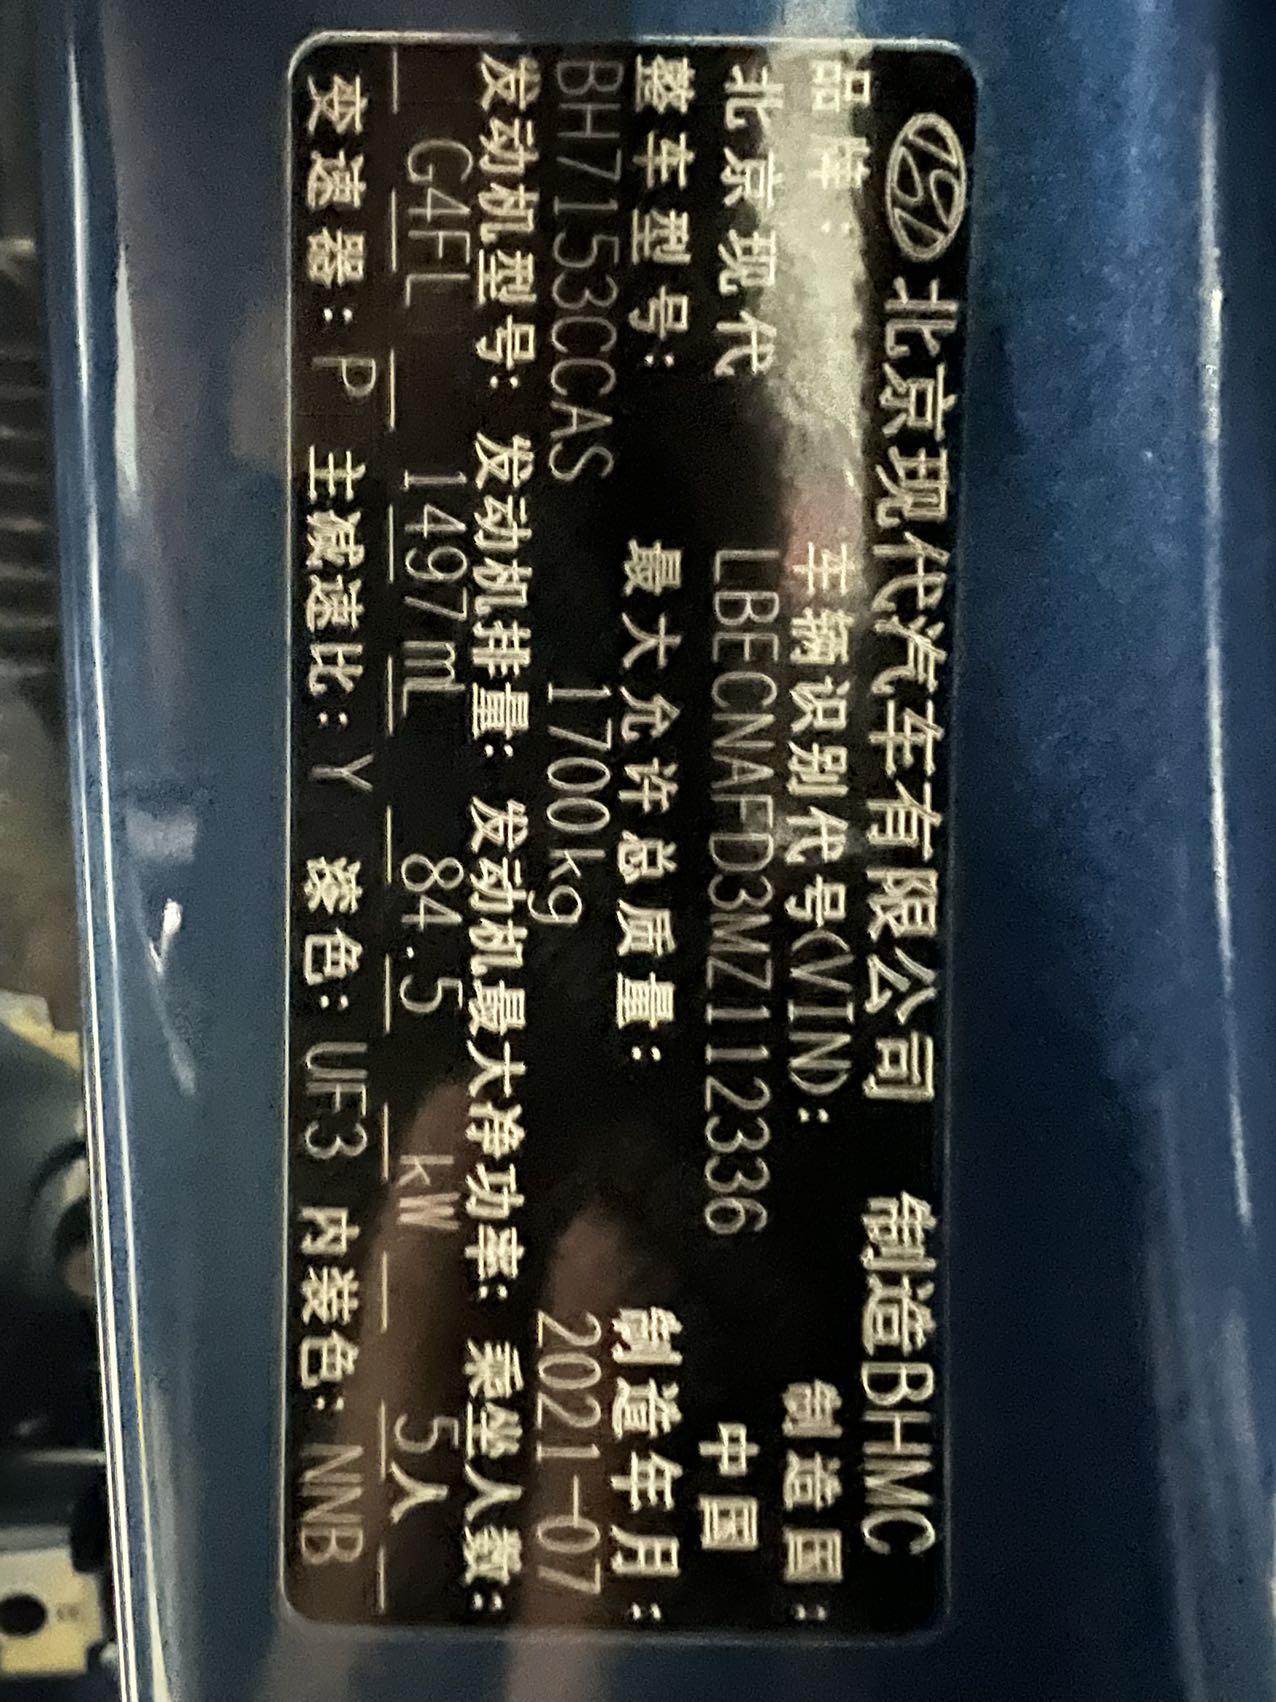 北京现代汽车有限公司 制造BHMC
品牌: 车辆识别代号(VIN): 制造国:
北京现代 LBECNAFD3MZ112336 中国
整车型号: 最大允许总质量: 制造年月:
BH7153CCAS 1700kg 2021-07
发动机型号: 发动机排量: 发动机最大净功率: 乘坐人数:
G4FL 1497mL 84.5 kW 5人
变速器: P 主减速比: Y 漆色: UF3 内装色: NNB